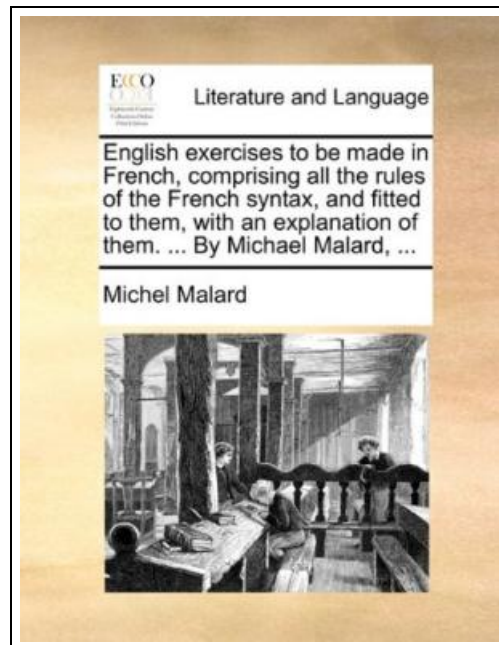 ECCO
Literature and Language
English exercises to be made in
French, comprising all the rules
of the French syntax, and fitted
to them, with an explanation of
them. ... By Michael Malard, ...
Michel Malard